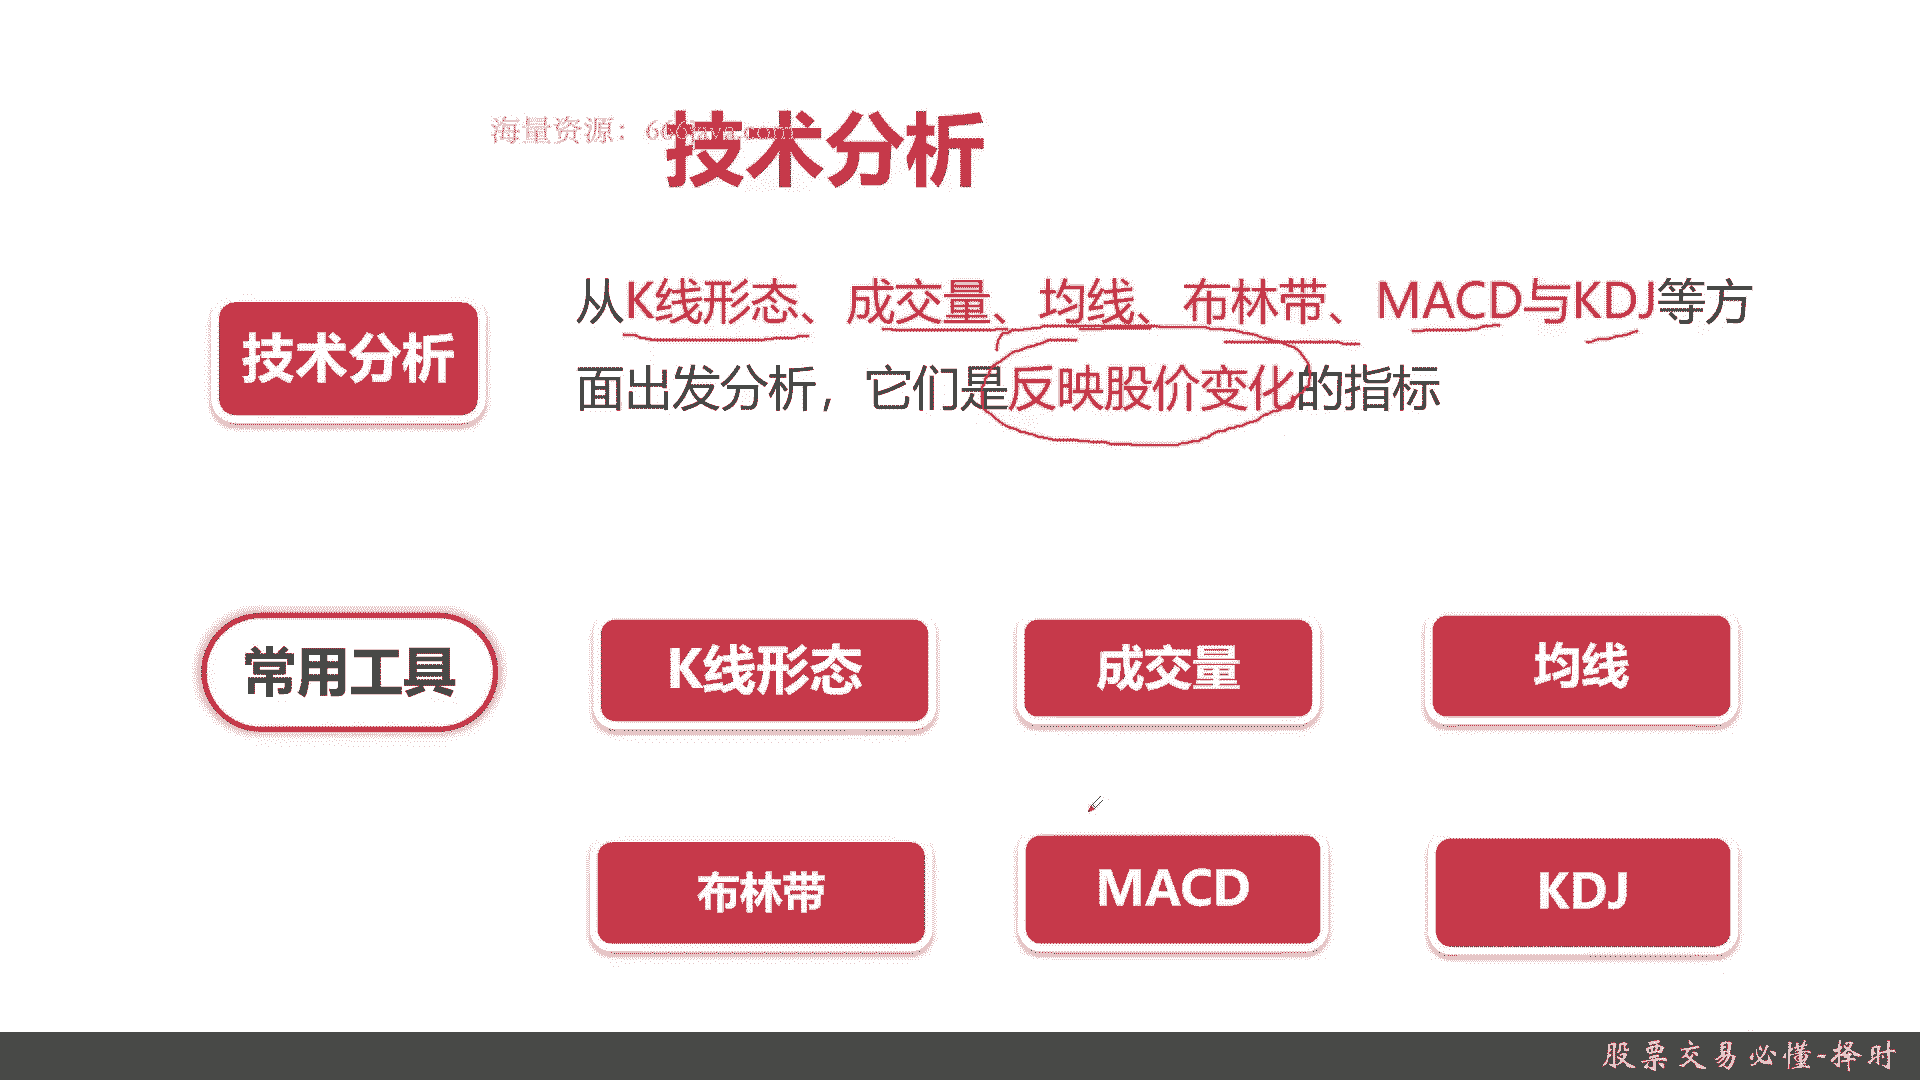 海量资源：666java.com
技术分析
技术分析
从K线形态、成交量、均线、布林带、MACD与KDJ等方
面出发分析，它们是反映股价变化的指标
常用工具
K线形态
成交量
均线
布林带
MACD
KDJ
股票交易必懂-择时